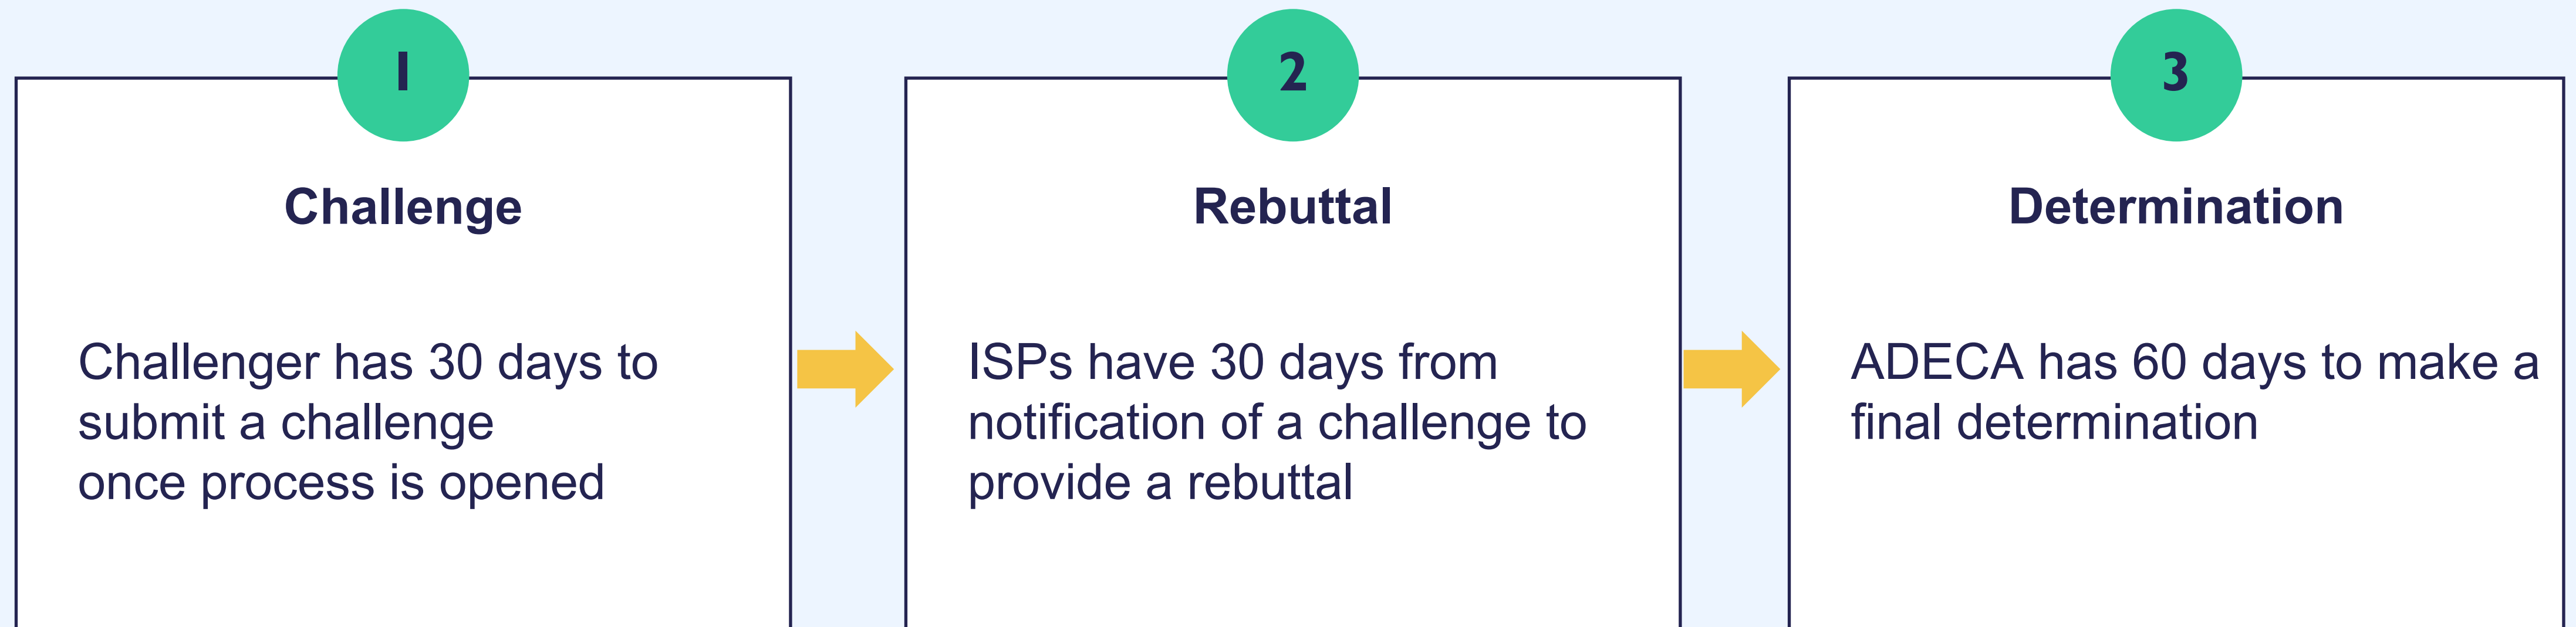 1
Challenge
Challenger has 30 days to
submit a challenge
once process is opened
2
Rebuttal
ISPs have 30 days from
notification of a challenge to
provide a rebuttal
3
Determination
ADECA has 60 days to make a
final determination